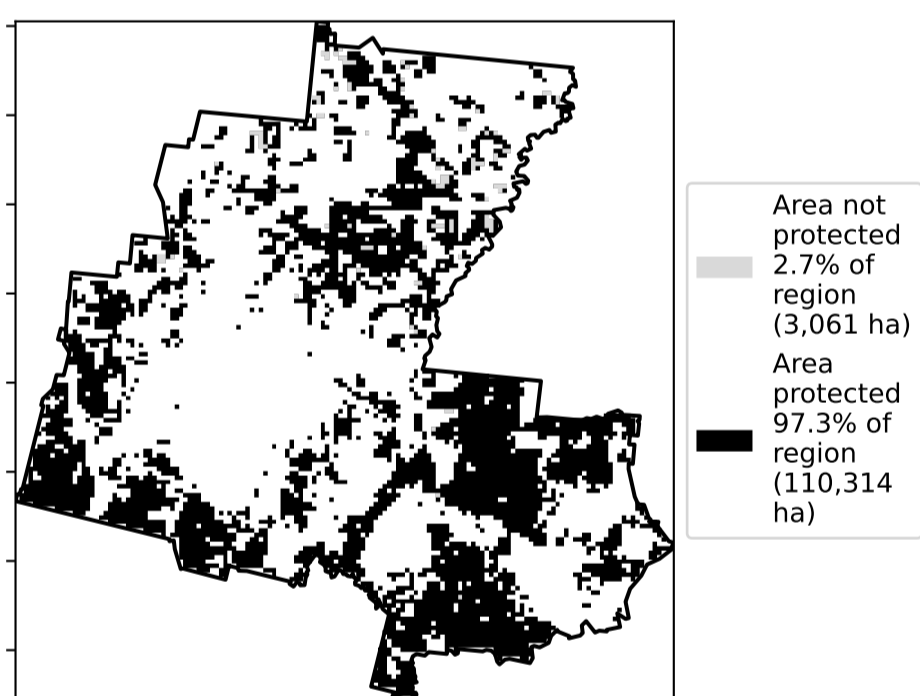 Area not
protected
2.7% of
region
(3,061 ha)
Area
protected
97.3% of
region
(110,314
ha)